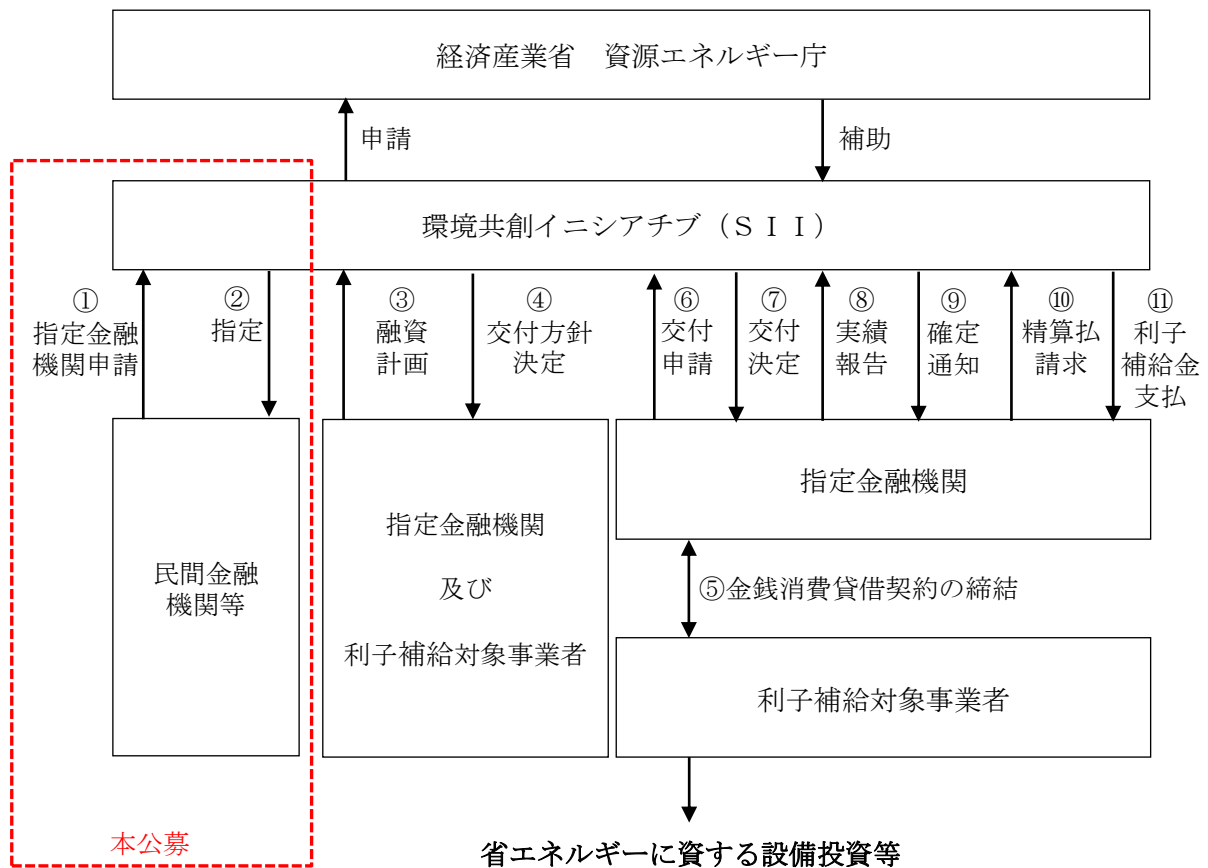 経済産業省　資源エネルギー庁
申請
補助
環境共創イニシアチブ（ＳＩＩ）
①
指定金融
機関申請
②
指定
③
融資
計画
④
交付方針
決定
⑥
交付
申請
⑦
交付
決定
⑧
実績
報告
⑨
確定
通知
⑩
精算払
請求
⑪
利子
補給金
支払
民間金融
機関等
指定金融機関
及び
利子補給対象事業者
指定金融機関
⑤金銭消費貸借契約の締結
利子補給対象事業者
本公募
省エネルギーに資する設備投資等